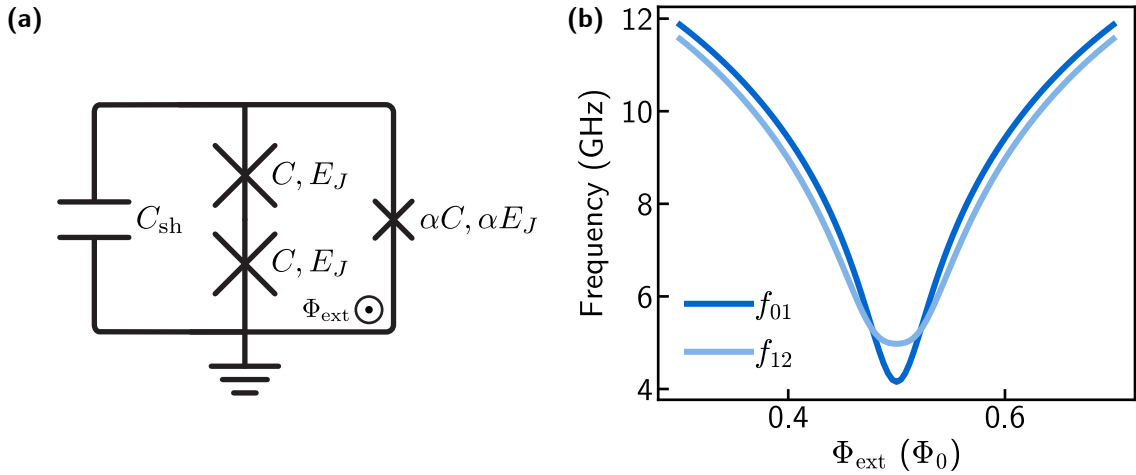 (a)
C, E_J
C_sh
αC, αE_J
C, E_J
Φ_ext
(b)
Frequency (GHz)
12
10
8
6
4
f_01
f_12
0.4
0.6
Φ_ext (Φ_0)